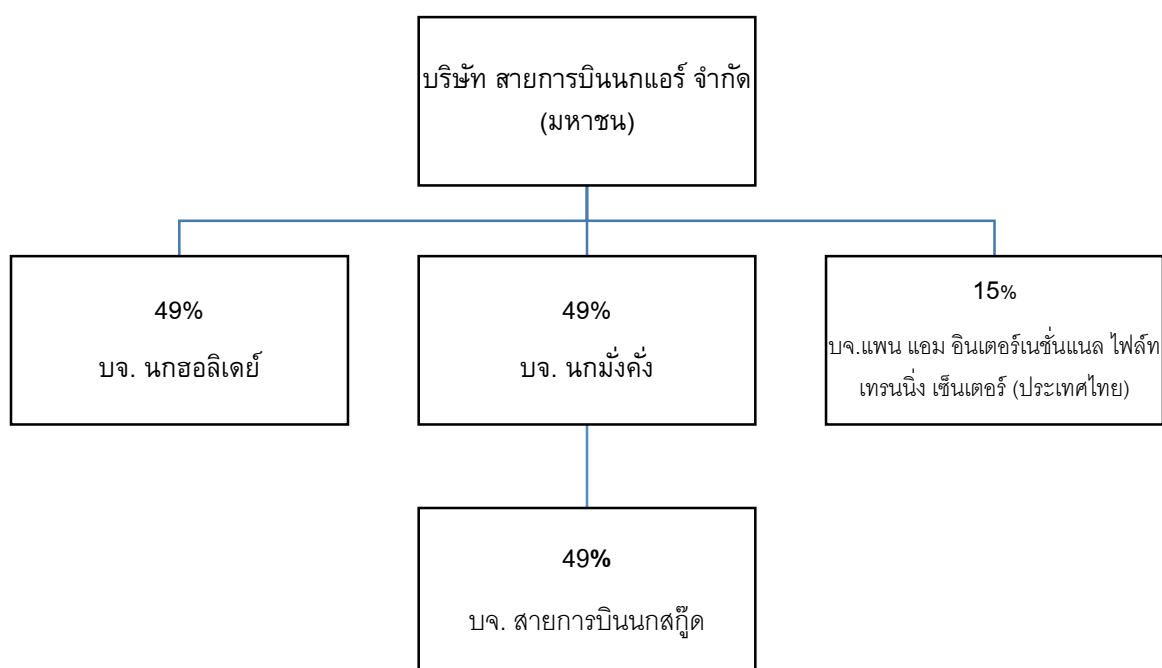 บริษัท สายการบินนกแอร์ จำกัด
(มหาชน)
49%
บจ. นกฮอลิเดย์
49%
บจ. นกมั่งคั่ง
15%
บจ.แพน แอม อินเตอร์เนชั่นแนล ไฟล์ท
เทรนนิ่ง เซ็นเตอร์ (ประเทศไทย)
49%
บจ. สายการบินนกสกู๊ต